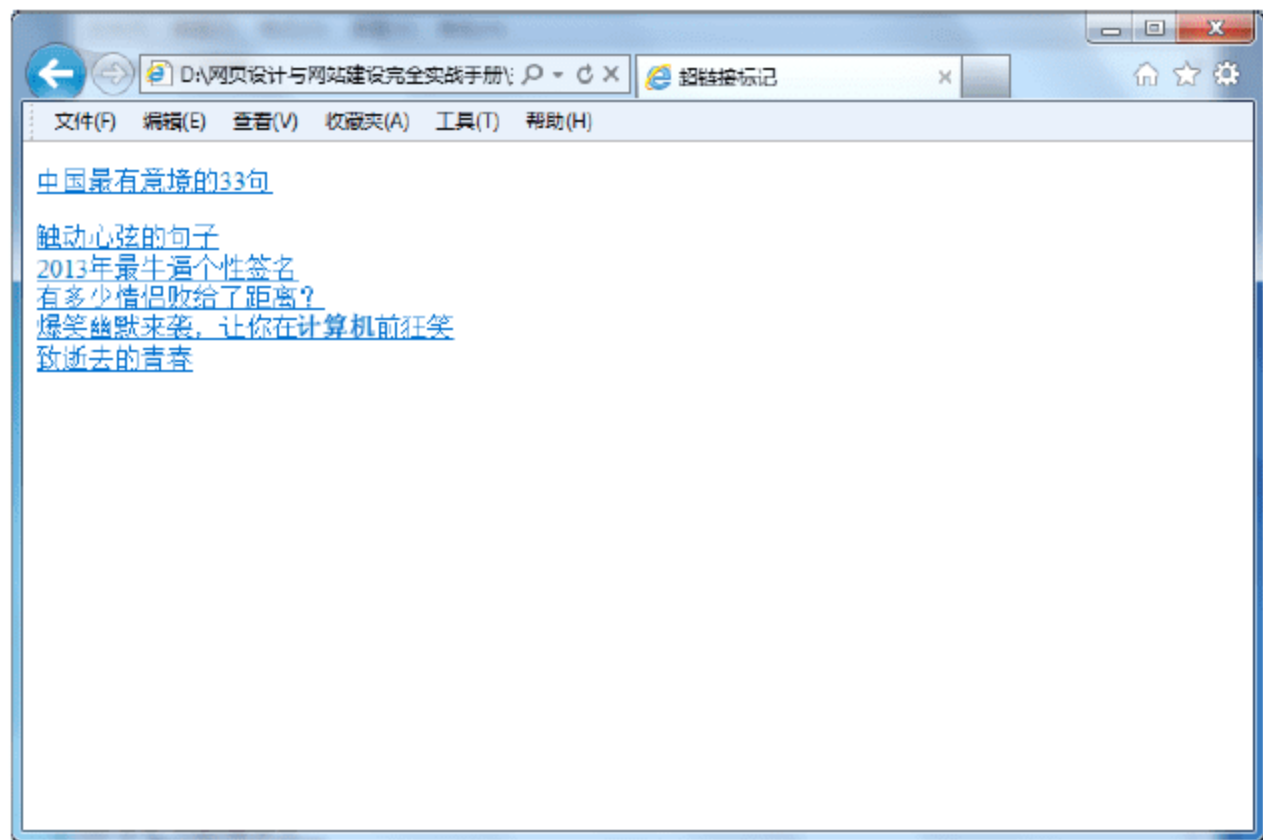 D:\网页设计与网站建设完全实战手册\
超链接标记
文件(F) 编辑(E) 查看(V) 收藏夹(A) 工具(T) 帮助(H)
中国最有意境的33句
触动心弦的句子
2013年最牛逼个性签名
有多少情侣败给了距离？
爆笑幽默来袭，让你在计算机前狂笑
致逝去的青春